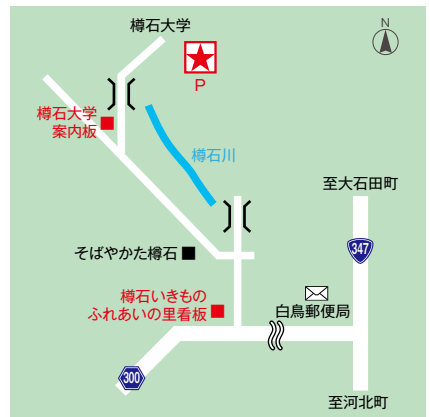 樽石大学
N
P
樽石大学
案内板
樽石川
至大石田町
347
そばやかた樽石
樽石いきもの
ふれあいの里看板
白鳥郵便局
300
至河北町